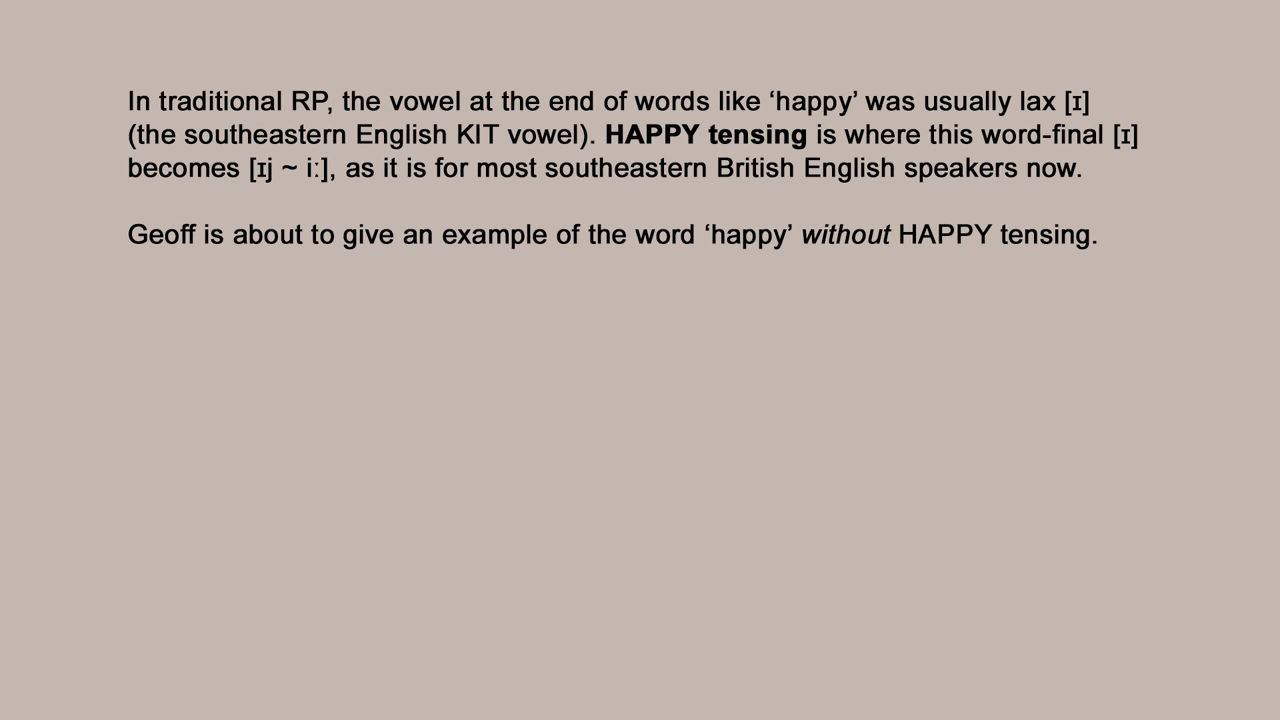 In traditional RP, the vowel at the end of words like ‘happy’ was usually lax [ɪ]
(the southeastern English KIT vowel). HAPPY tensing is where this word-final [ɪ]
becomes [ɪj ~ iː], as it is for most southeastern British English speakers now.
Geoff is about to give an example of the word ‘happy’ without HAPPY tensing.